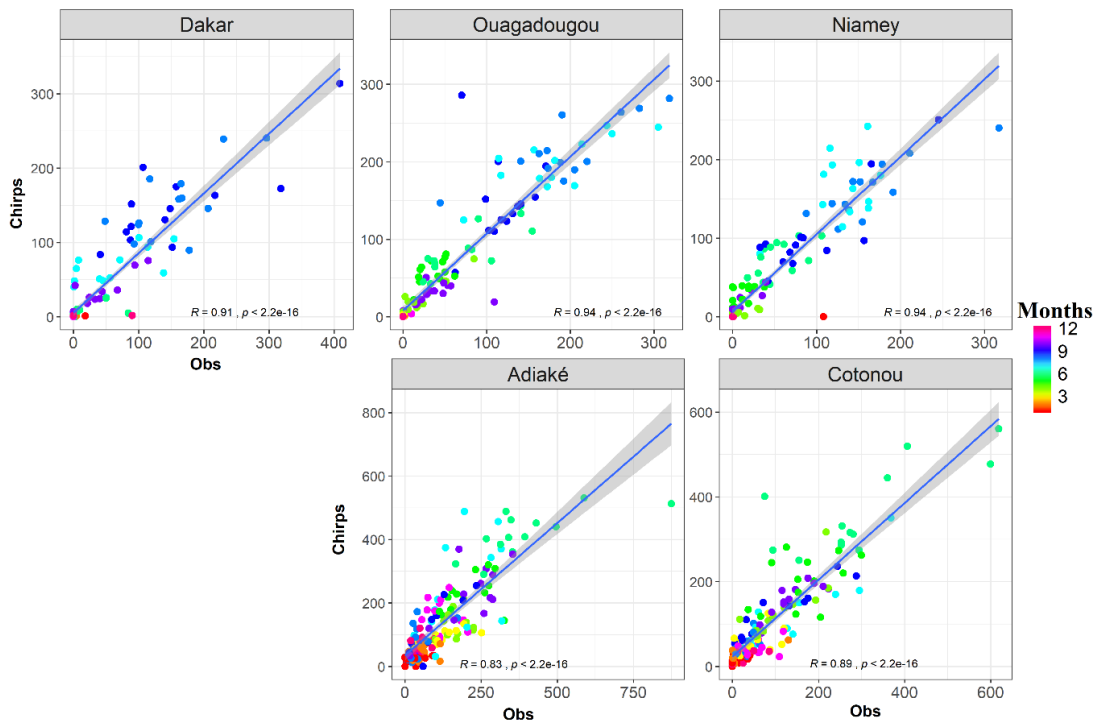 Dakar
Ouagadougou
Niamey
300
200
100
0
Chirps
R = 0.91 , p < 2.2e-16
0 100 200 300 400
Obs
300
200
100
0
R = 0.94 , p < 2.2e-16
0 100 200 300
300
200
100
0
R = 0.94 , p < 2.2e-16
0 100 200 300
Months
12
9
6
3
Adiaké
Cotonou
800
600
400
200
0
Chirps
R = 0.83 , p < 2.2e-16
0 250 500 750
Obs
600
400
200
0
R = 0.89 , p < 2.2e-16
0 200 400 600
Obs